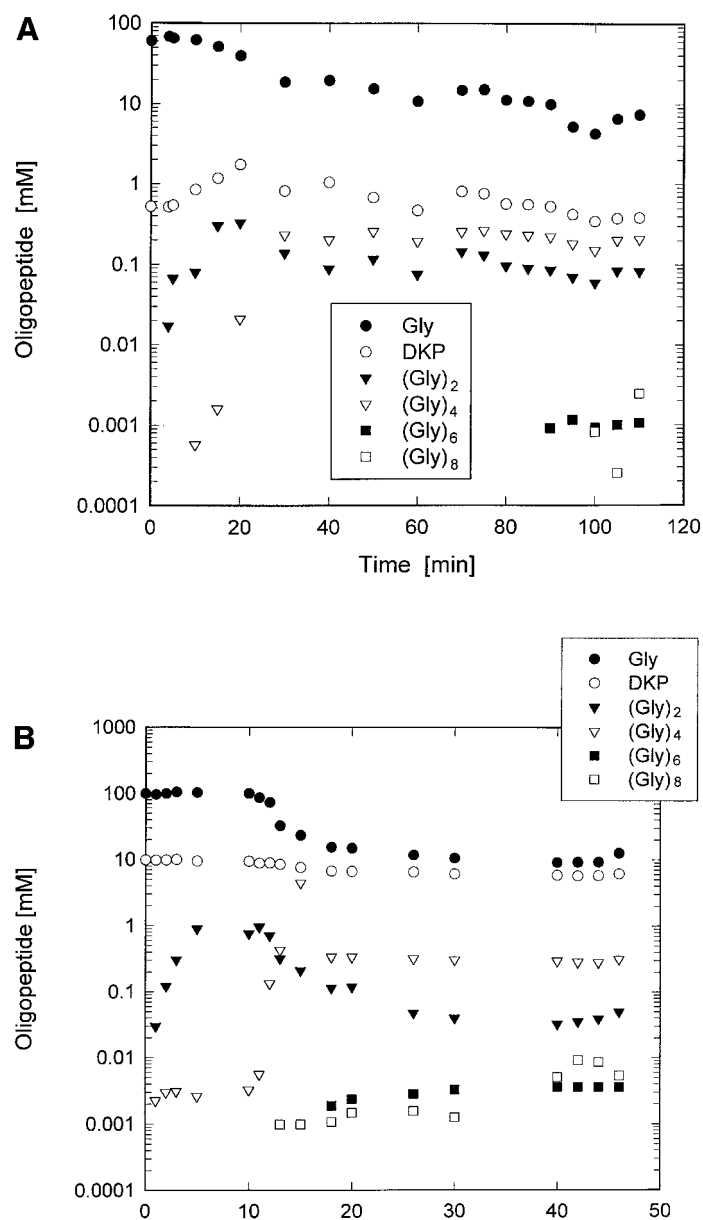 A
100
10
1
0.1
0.01
0.001
0.0001
Oligopeptide [mM]
Gly
DKP
(Gly)2
(Gly)4
(Gly)6
(Gly)8
0 20 40 60 80 100 120
Time [min]
B
Gly
DKP
(Gly)2
(Gly)4
(Gly)6
(Gly)8
1000
100
10
1
0.1
0.01
0.001
0.0001
Oligopeptide [mM]
0 10 20 30 40 50